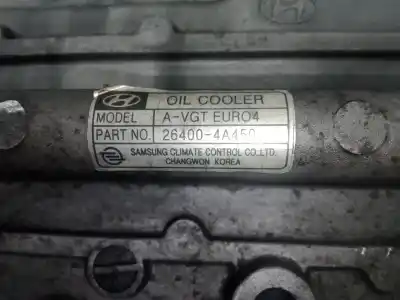 OIL COOLER
MODEL A-VGT EURO4
PART NO. 26400-4A450
SAMSUNG CLIMATE CONTROL CO.,LTD.
CHANGWON KOREA